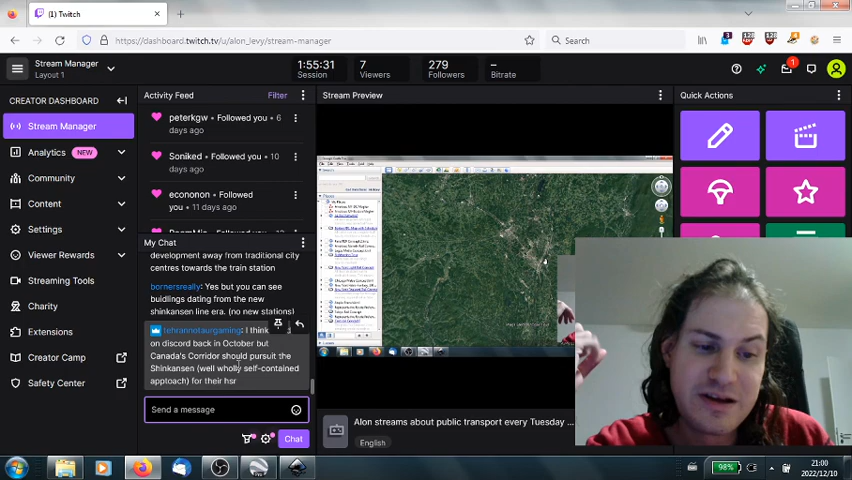 (1) Twitch
https://dashboard.twitch.tv/u/alon_levy/stream-manager
Search
Stream Manager
Layout 1
1:55:31
Session
7
Viewers
279
Followers
–
Bitrate
1
CREATOR DASHBOARD
Stream Manager
Analytics NEW
Community
Content
Settings
Viewer Rewards
Streaming Tools
Charity
Extensions
Creator Camp
Safety Center
Activity Feed
Filter
peterkgw • Followed you • 6
days ago
Soniked • Followed you • 10
days ago
econonon • Followed
you • 11 days ago
My Chat
development away from traditional city
centres towards the train station
bornersreally: Yes but you can see
buidlings dating from the new
shinkansen line era. (no new stations)
tehrannotaurgaming: I think
on discord back in October but
Canada's Corridor should pursuit the
Shinkansen (well wholly self-contained
apptoach) for their hsr
Send a message
Chat
Stream Preview
Alon streams about public transport every Tuesday ...
English
Quick Actions
98%
21:00
2022/12/10